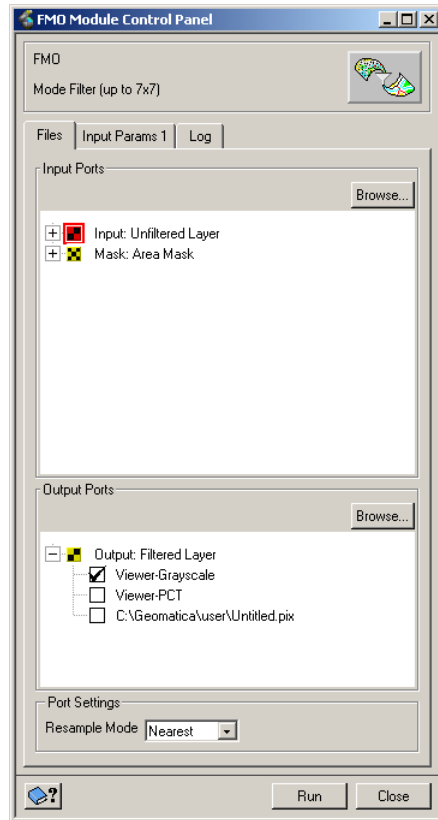 FMO Module Control Panel
FMO
Mode Filter (up to 7x7)
Files Input Params 1 Log
Input Ports
Browse...
Input: Unfiltered Layer
Mask: Area Mask
Output Ports
Browse...
Output: Filtered Layer
Viewer-Grayscale
Viewer-PCT
C:\Geomatica\user\Untitled.pix
Port Settings
Resample Mode Nearest
Run Close